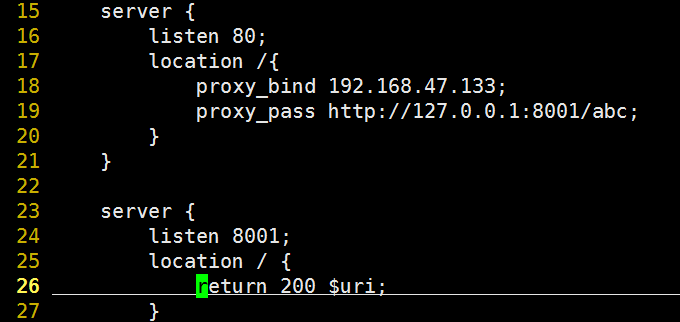 15 server {
16 listen 80;
17 location /{
18 proxy_bind 192.168.47.133;
19 proxy_pass http://127.0.0.1:8001/abc;
20 }
21 }
22
23 server {
24 listen 8001;
25 location / {
26 return 200 $uri;
27 }